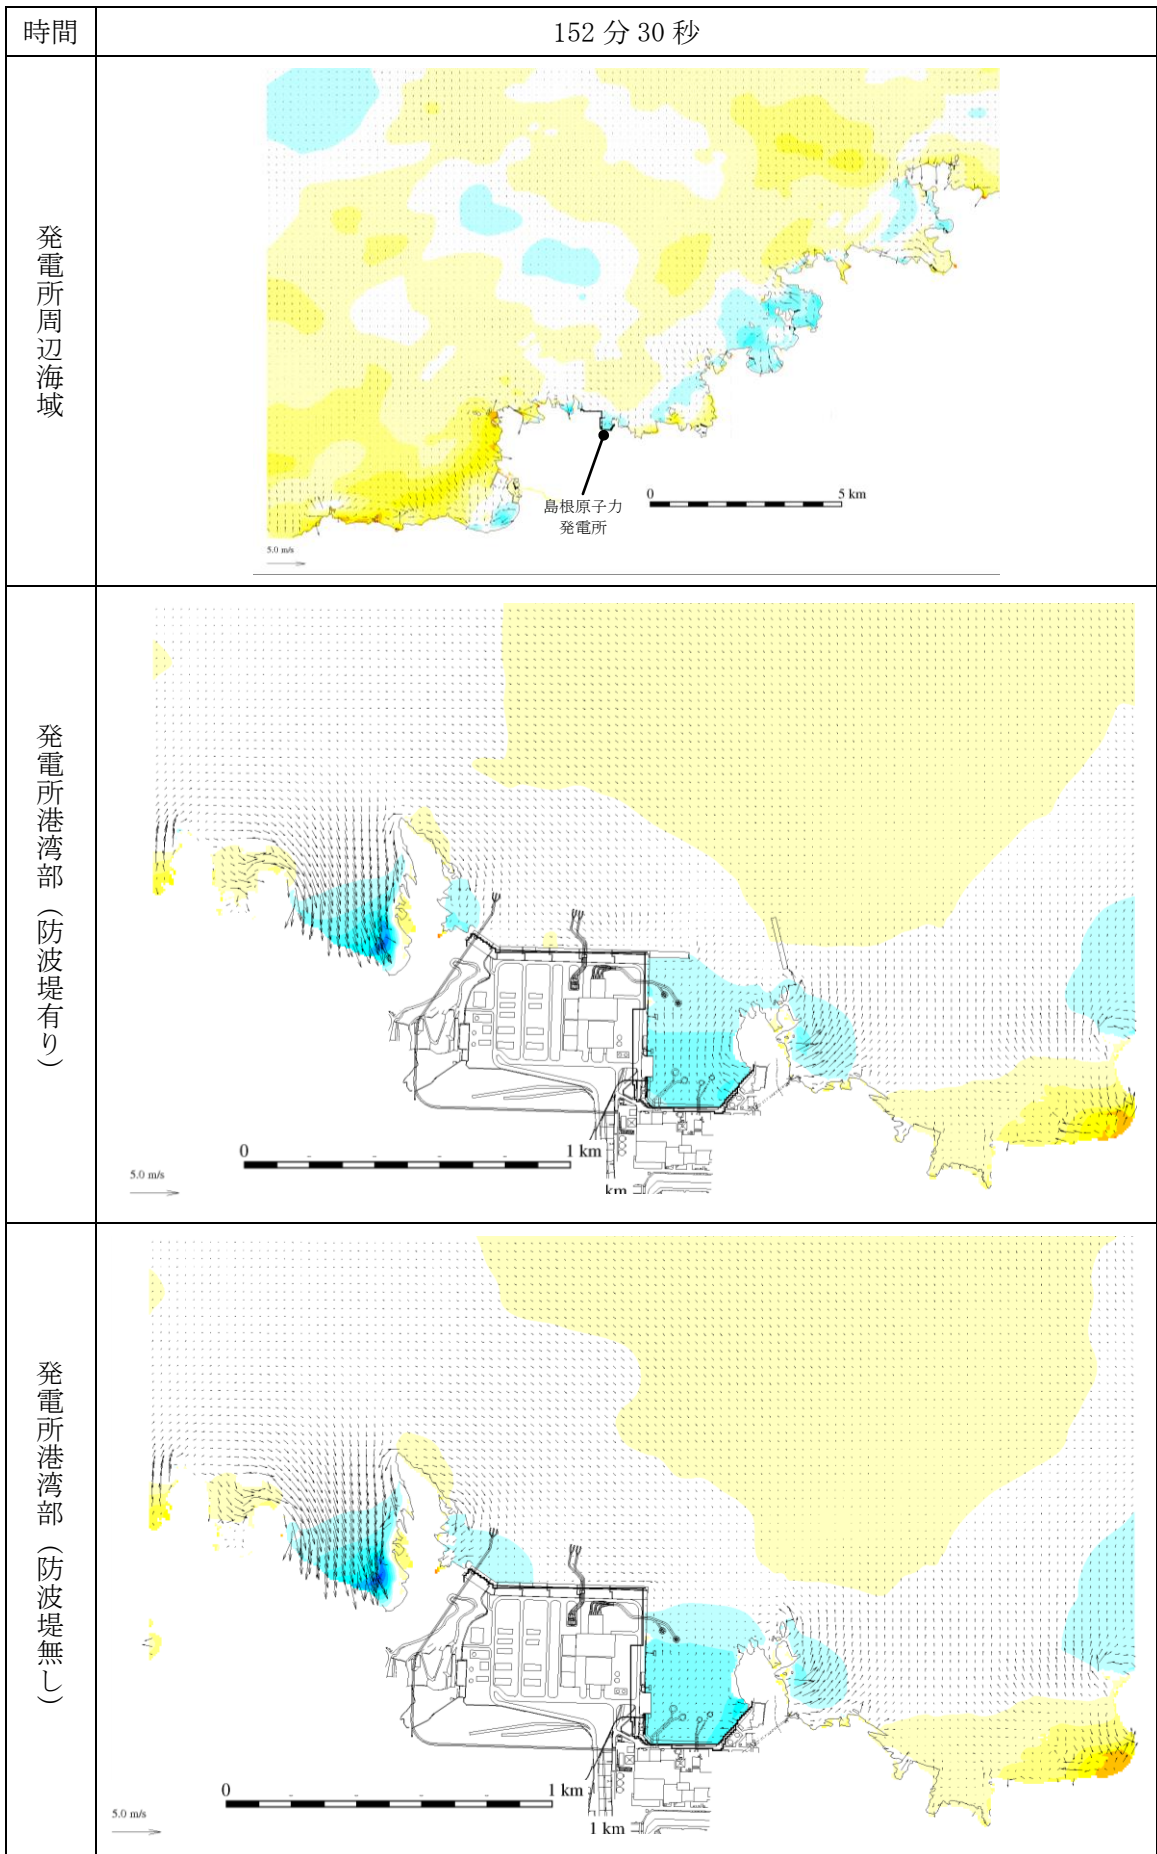 時間
152 分 30 秒
発電所周辺海域
島根原子力
発電所
0
5 km
5.0 m/s
発電所港湾部（防波堤有り）
0
1 km
5.0 m/s
km
発電所港湾部（防波堤無し）
0
1 km
5.0 m/s
1 km